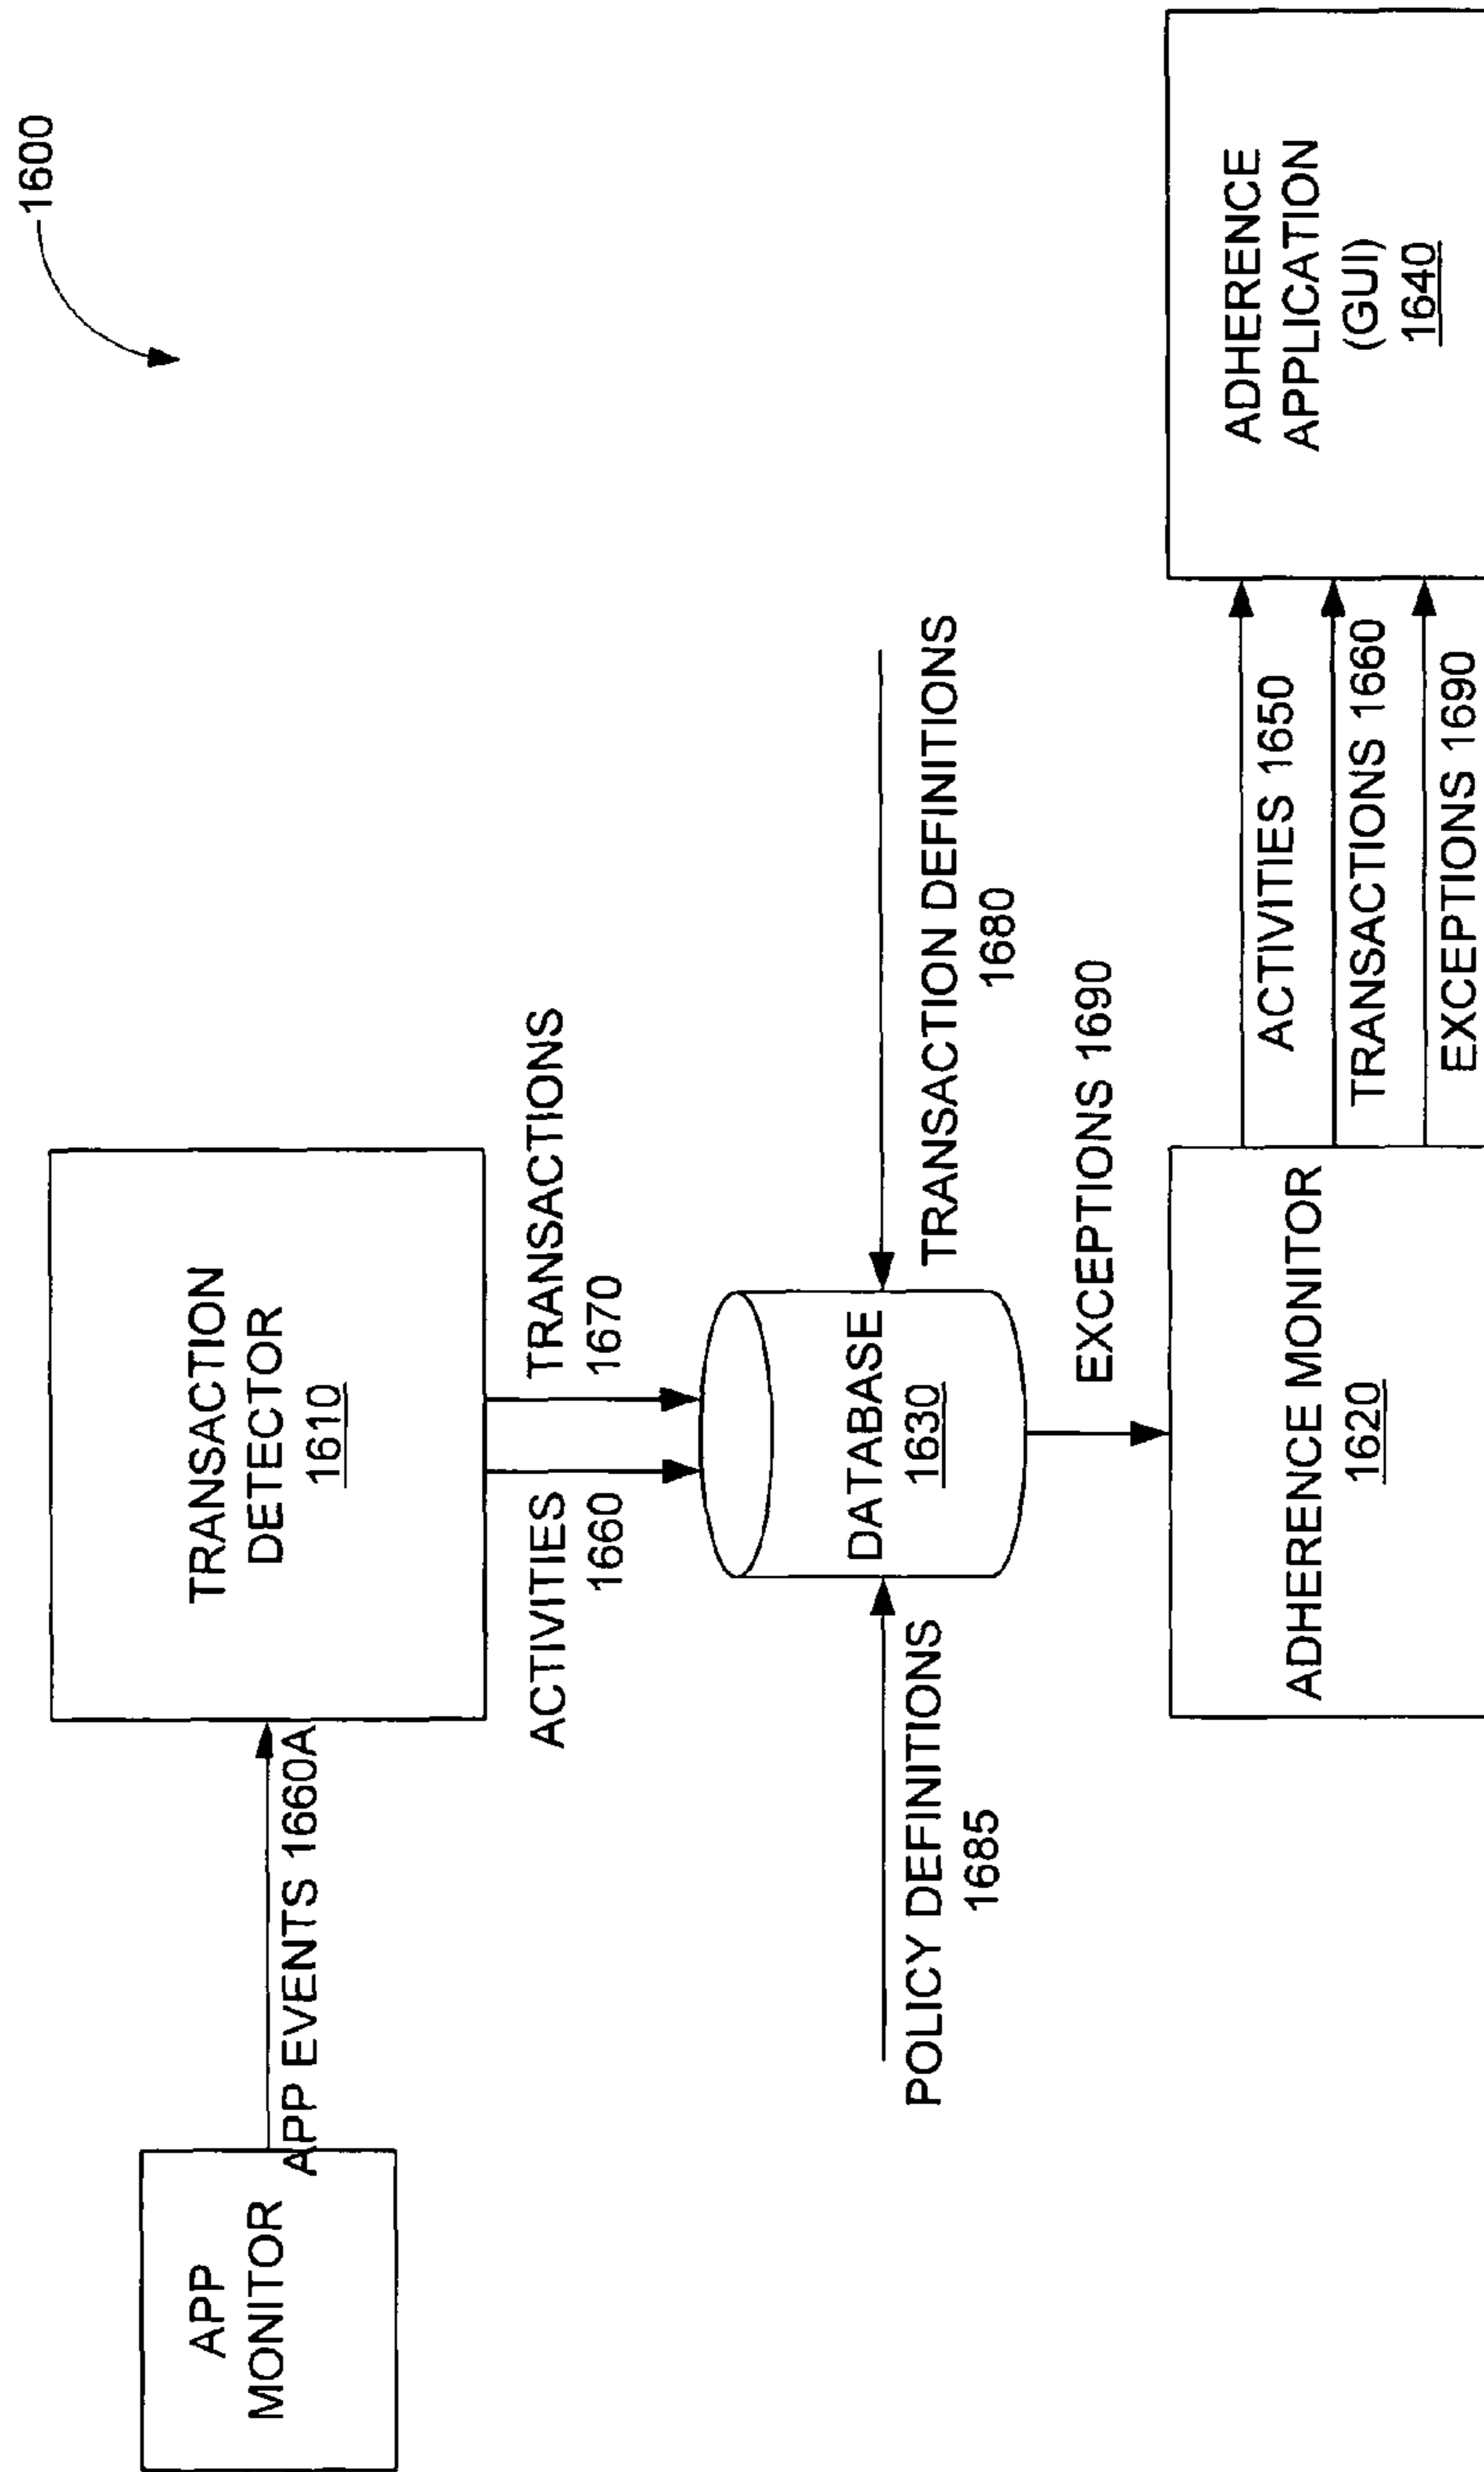 1600
APP
MONITOR
APP EVENTS 1660A
TRANSACTION
DETECTOR
1610
ACTIVITIES
1660
TRANSACTIONS
1670
POLICY DEFINITIONS
1685
DATABASE
1630
TRANSACTION DEFINITIONS
1680
EXCEPTIONS 1690
ADHERENCE MONITOR
1620
ACTIVITIES 1650
TRANSACTIONS 1660
EXCEPTIONS 1690
ADHERENCE
APPLICATION
(GUI)
1640